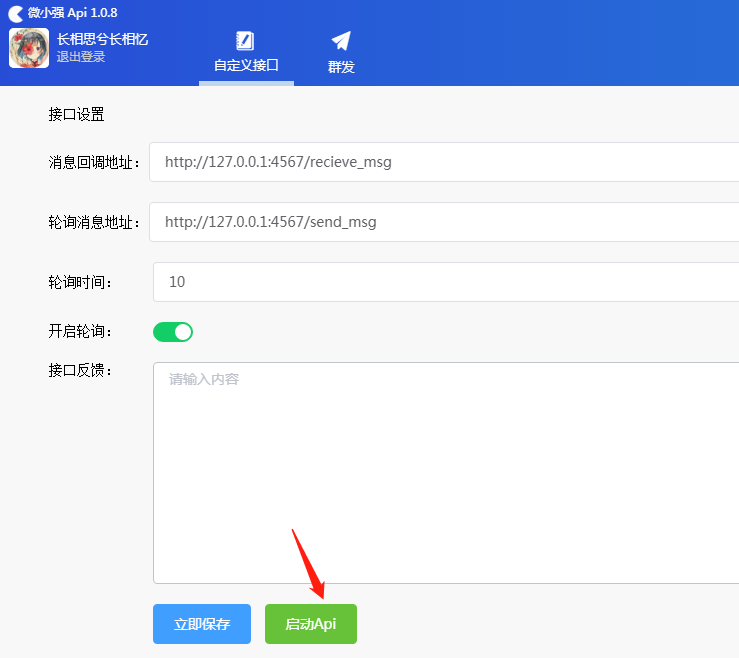 微小强 Api 1.0.8
长相思兮长相忆
退出登录
自定义接口
群发
接口设置
消息回调地址：
http://127.0.0.1:4567/recieve_msg
轮询消息地址：
http://127.0.0.1:4567/send_msg
轮询时间：
10
开启轮询：
接口反馈：
请输入内容
立即保存
启动Api